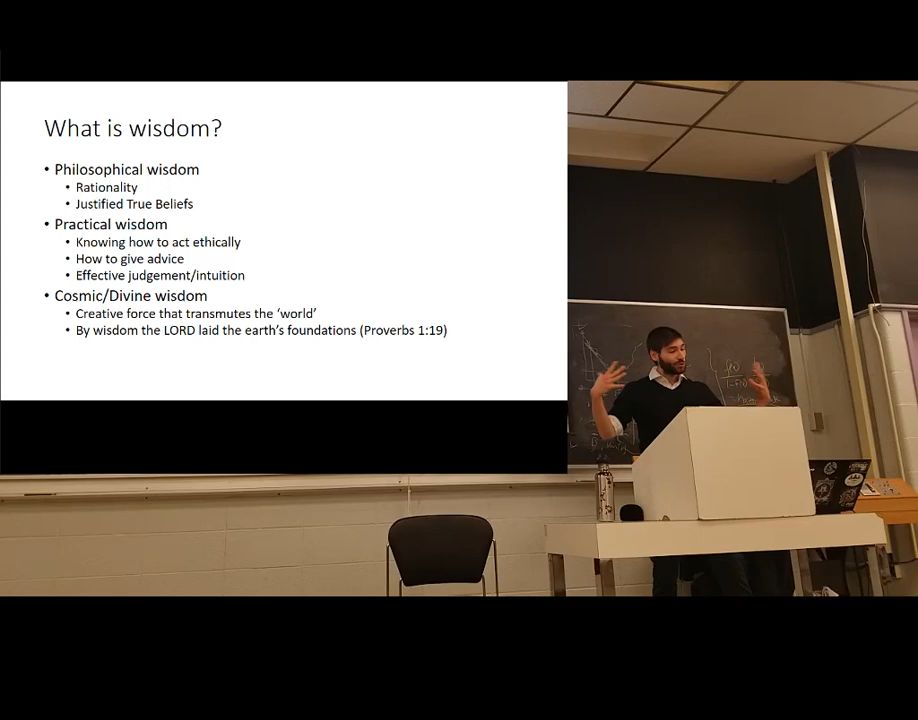 What is wisdom?
• Philosophical wisdom
• Rationality
• Justified True Beliefs
• Practical wisdom
• Knowing how to act ethically
• How to give advice
• Effective judgement/intuition
• Cosmic/Divine wisdom
• Creative force that transmutes the ‘world’
• By wisdom the LORD laid the earth’s foundations (Proverbs 1:19)